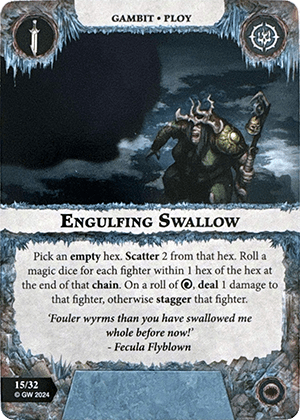 GAMBIT • PLOY
ENGULFING SWALLOW
Pick an empty hex. Scatter 2 from that hex. Roll a
magic dice for each fighter within 1 hex of the hex at
the end of that chain. On a roll of , deal 1 damage to
that fighter, otherwise stagger that fighter.
'Fouler wyrms than you have swallowed me
whole before now!'
- Fecula Flyblown
15/32
© GW 2024